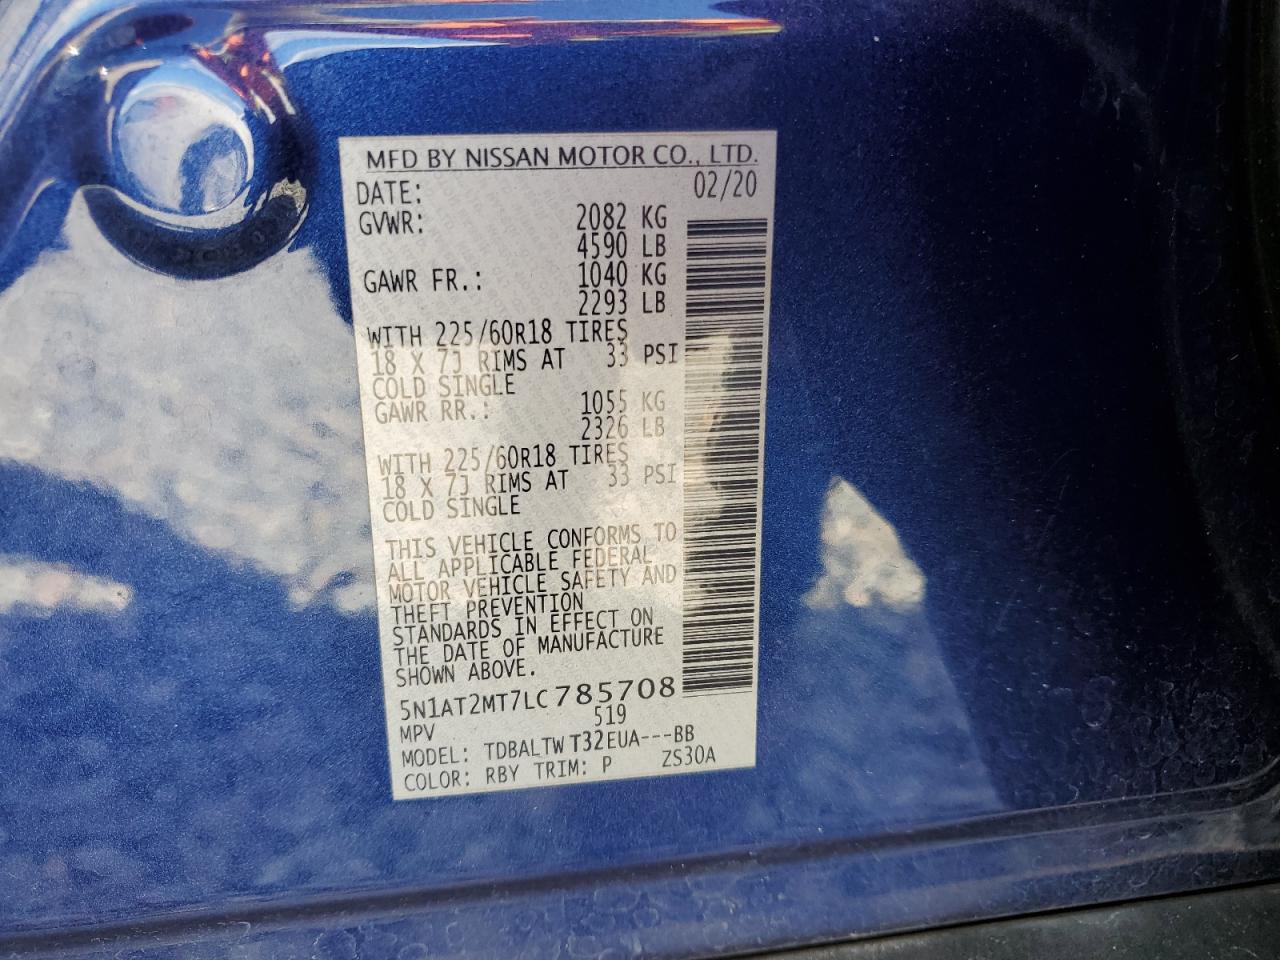 MFD BY NISSAN MOTOR CO., LTD.
DATE: 02/20
GVWR: 2082 KG
4590 LB
GAWR FR.: 1040 KG
2293 LB
WITH 225/60R18 TIRES
18 X 7J RIMS AT 33 PSI
COLD SINGLE
GAWR RR.: 1055 KG
2326 LB
WITH 225/60R18 TIRES
18 X 7J RIMS AT 33 PSI
COLD SINGLE
THIS VEHICLE CONFORMS TO
ALL APPLICABLE FEDERAL
MOTOR VEHICLE SAFETY AND
THEFT PREVENTION
STANDARDS IN EFFECT ON
THE DATE OF MANUFACTURE
SHOWN ABOVE.
5N1AT2MT7LC785708
MPV 519
MODEL: TDBALTWT32EUA---BB
COLOR: RBY TRIM: P ZS30A